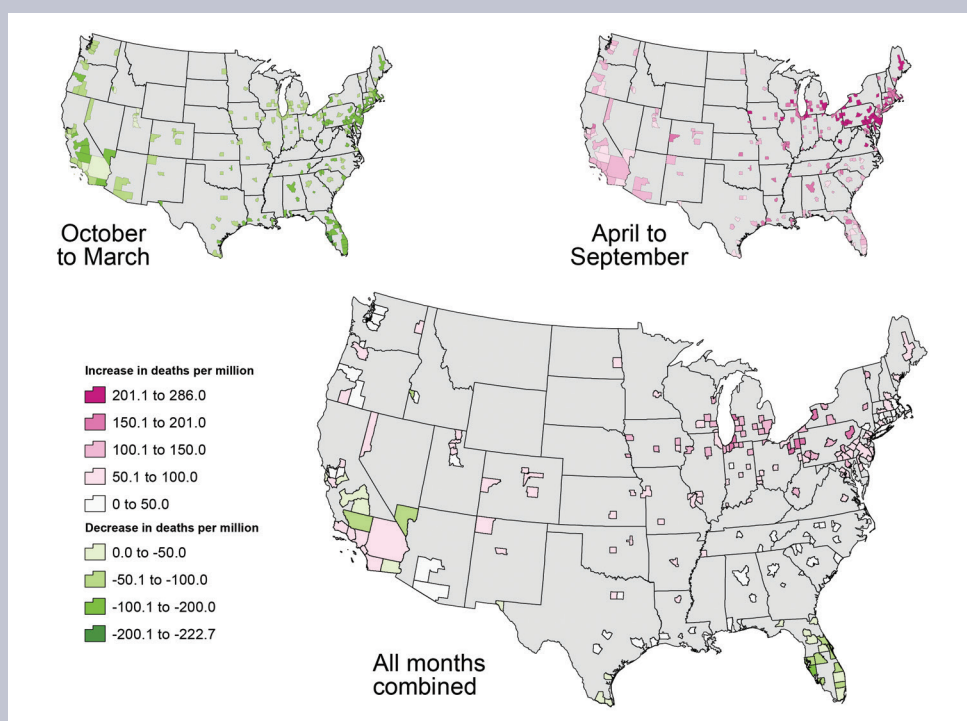 October
to March
April to
September
Increase in deaths per million
201.1 to 286.0
150.1 to 201.0
100.1 to 150.0
50.1 to 100.0
0 to 50.0
Decrease in deaths per million
0.0 to -50.0
-50.1 to -100.0
-100.1 to -200.0
-200.1 to -222.7
All months
combined